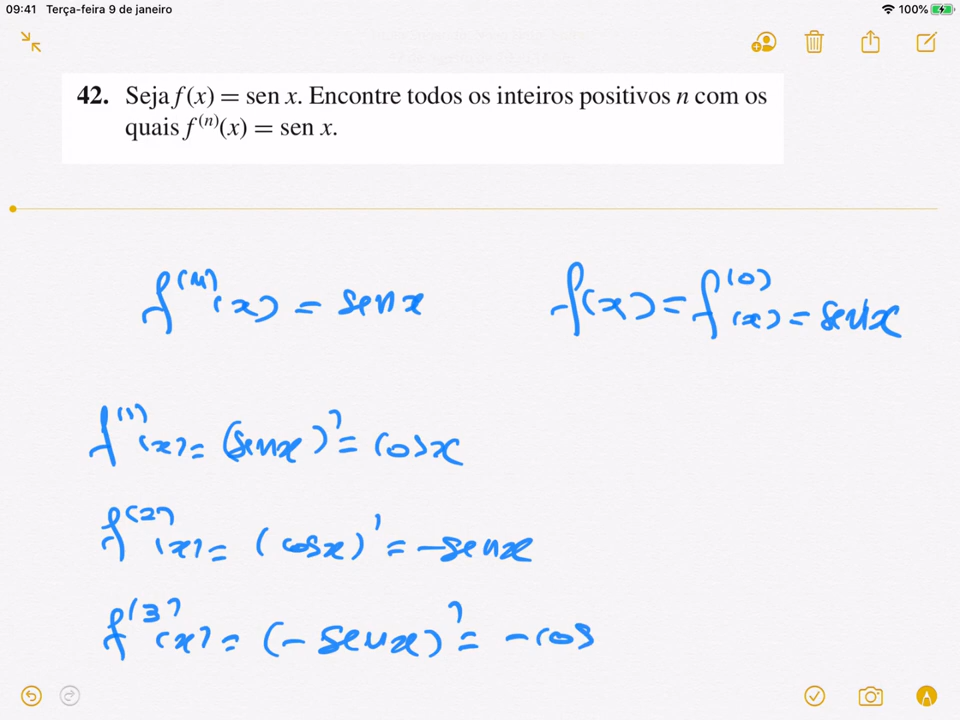 09:41 Terça-feira 9 de janeiro
100%
42. Seja f(x) = sen x. Encontre todos os inteiros positivos n com os
quais f⁽ⁿ⁾(x) = sen x.
f⁽ⁿ⁾(x) = sen x
f(x) = f⁽⁰⁾(x) = sen x
f⁽¹⁾(x) = (sen x)' = cos x
f⁽²⁾(x) = (cos x)' = -sen x
f⁽³⁾(x) = (- sen x)' = - cos